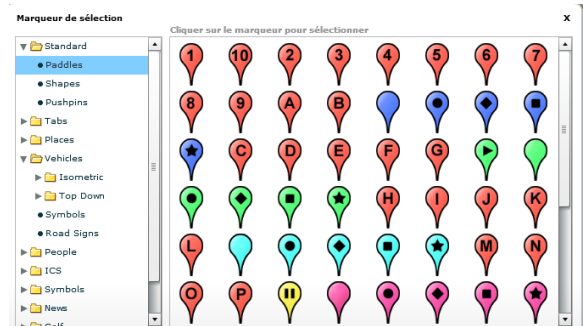 Marqueur de sélection
X
Cliquer sur le marqueur pour sélectionner
Standard
Paddles
Shapes
Pushpins
Tabs
Places
Vehicles
Isometric
Top Down
Symbols
Road Signs
People
ICS
Symbols
News
1 10 2 3 4 5 6 7
8 9 A B
C D E F G
H I J K
L M N
O P